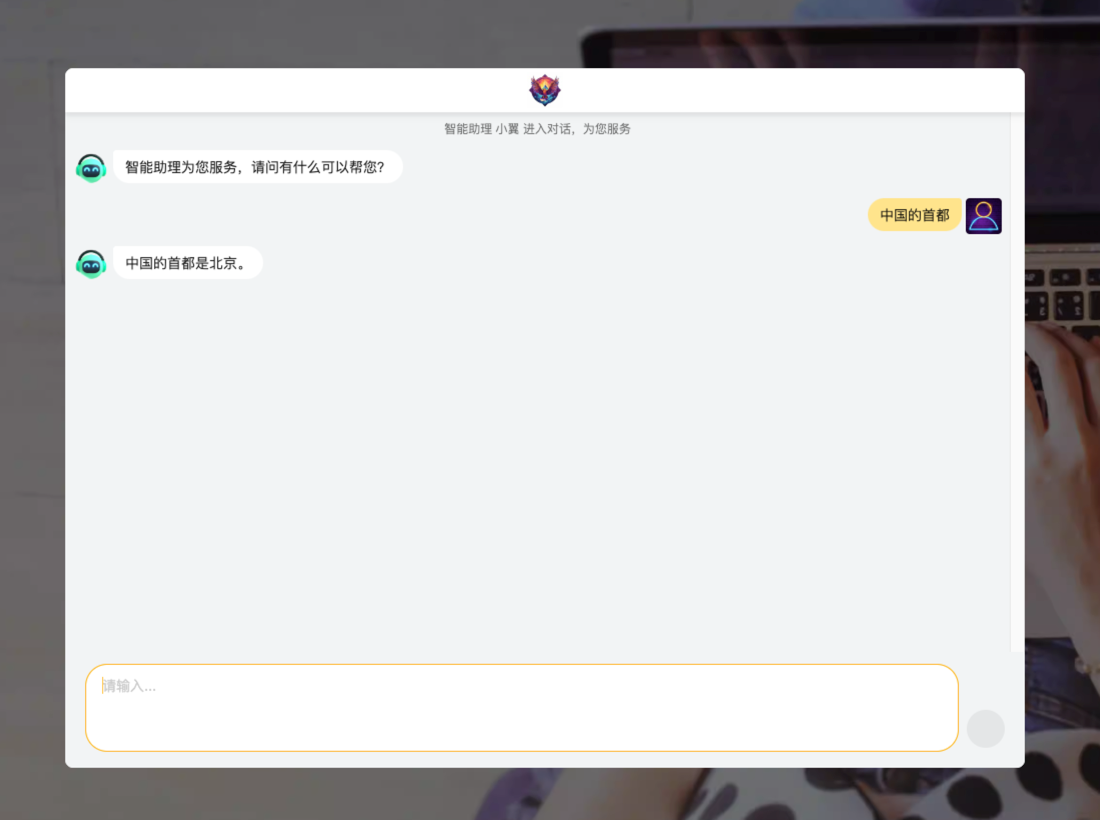 智能助理 小翼 进入对话，为您服务
智能助理为您服务，请问有什么可以帮您？
中国的首都
中国的首都是北京。
请输入...